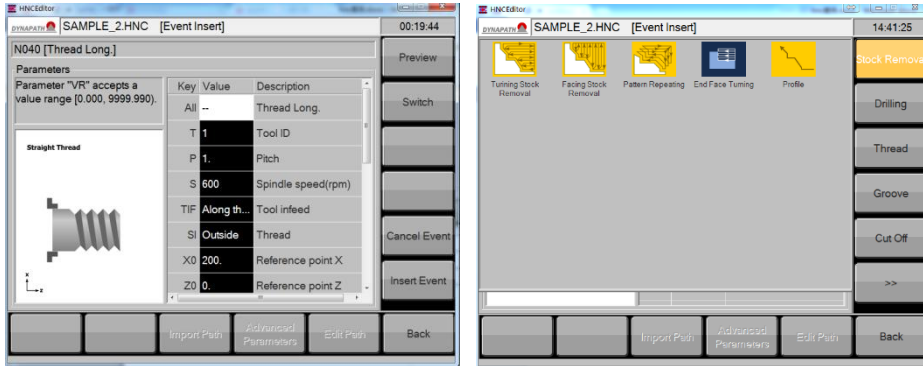 HNCEditor
DYNAPATH SAMPLE_2.HNC [Event Insert] 00:19:44
N040 [Thread Long.]
Parameters
Parameter "VR" accepts a
value range [0.000, 9999.990).
Straight Thread
x
z
Key Value Description
All -- Thread Long.
T 1 Tool ID
P 1. Pitch
S 600 Spindle speed(rpm)
TIF Along th... Tool infeed
SI Outside Thread
X0 200. Reference point X
Z0 0. Reference point Z
Preview
Switch
Cancel Event
Insert Event
Import Path
Advanced
Parameters
Edit Path
Back
HNCEditor
DYNAPATH SAMPLE_2.HNC [Event Insert] 14:41:25
Turning Stock
Removal
Facing Stock
Removal
Pattern Repeating
End Face Turning
Profile
Stock Remova
Drilling
Thread
Groove
Cut Off
>>
Import Path
Advanced
Parameters
Edit Path
Back